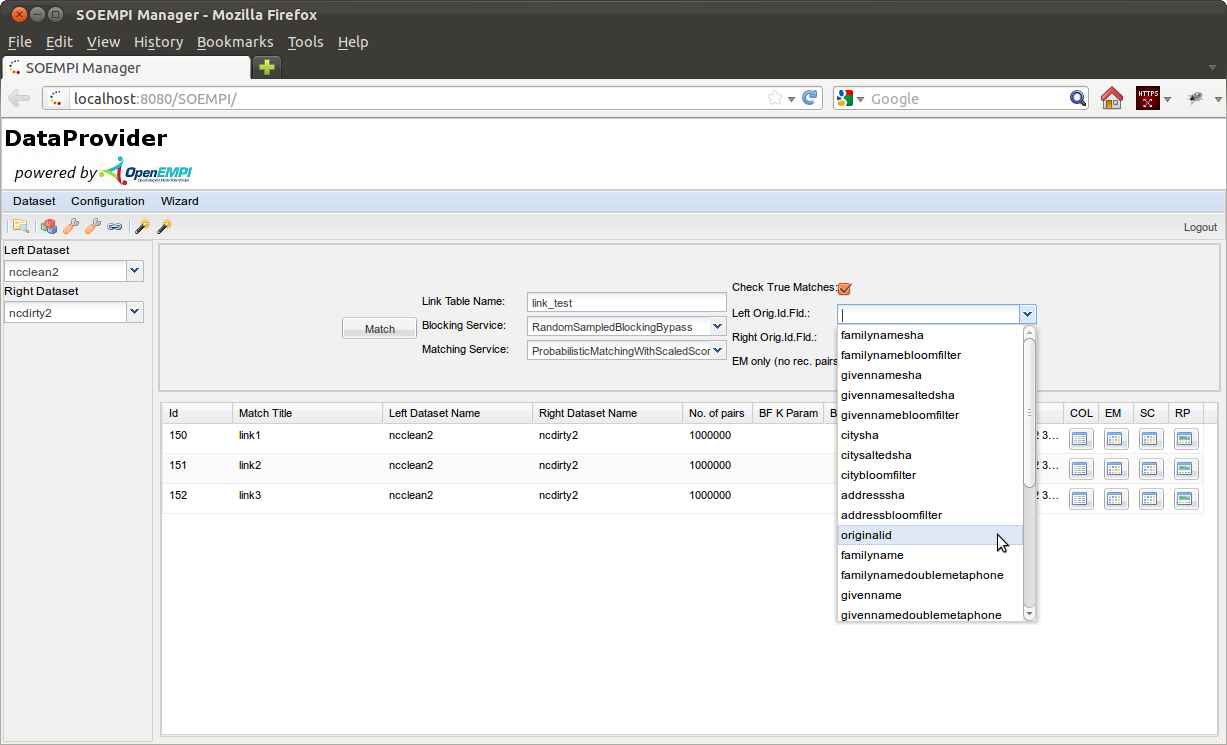 SOEMPI Manager - Mozilla Firefox
File Edit View History Bookmarks Tools Help
SOEMPI Manager
localhost:8080/SOEMPI/
Google
HTTPS
DataProvider
powered by OpenEMPI
Dataset Configuration Wizard
Logout
Left Dataset
ncclean2
Right Dataset
ncdirty2
Match
Link Table Name: link_test
Blocking Service: RandomSampledBlockingBypass
Matching Service: ProbabilisticMatchingWithScaledScor
Check True Matches:
Left Orig.Id.Fld.:
Right Orig.Id.Fld.:
EM only (no rec. pairs
familynamesha
familynamebloomfilter
givennamesha
givennamesaltedsha
givennamebloomfilter
citysha
citysaltedsha
citybloomfilter
addresssha
addressbloomfilter
originalid
familyname
familynamedoublemetaphone
givenname
givennamedoublemetaphone
Id Match Title Left Dataset Name Right Dataset Name No. of pairs BF K Param B COL EM SC RP
150 link1 ncclean2 ncdirty2 1000000 2 3...
151 link2 ncclean2 ncdirty2 1000000 2 3...
152 link3 ncclean2 ncdirty2 1000000 2 3...